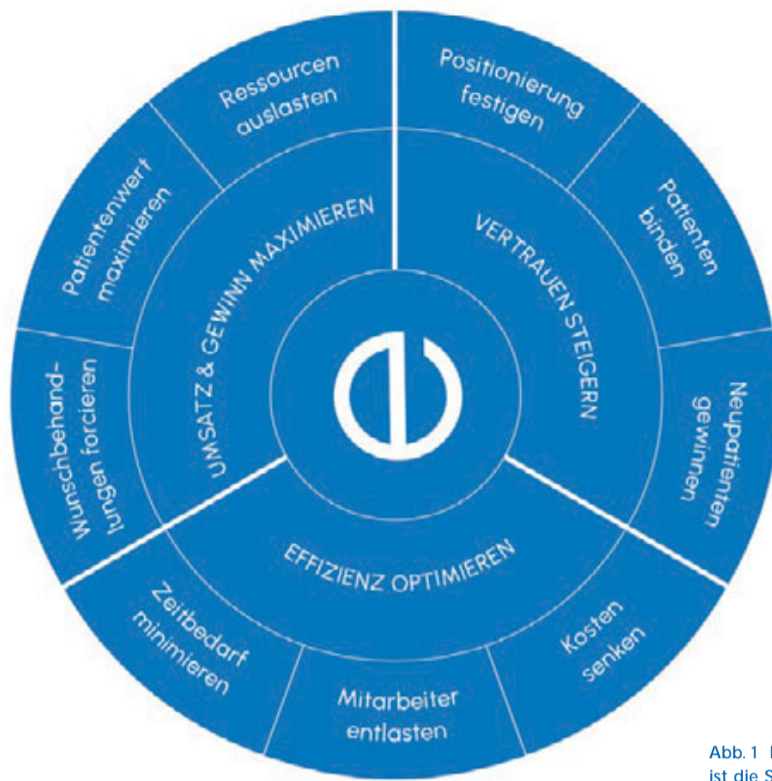 Ressourcen
auslasten
Positionierung
festigen
Patienten
binden
Neupatienten
gewinnen
Kosten
senken
Mitarbeiter
entlasten
Zeitbedarf
minimieren
Wunschbehand-
lungen forcieren
Patientenwert
maximieren
UMSATZ & GEWINN MAXIMIEREN
VERTRAUEN STEIGERN
EFFIZIENZ OPTIMIEREN
Abb. 1
ist die S